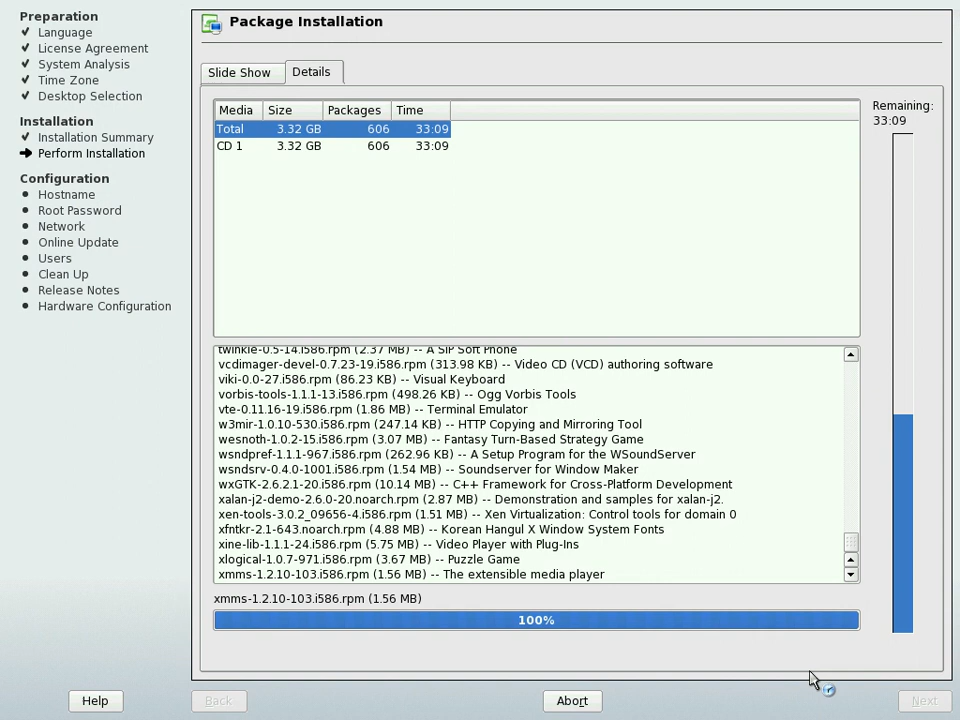 Preparation
Language
License Agreement
System Analysis
Time Zone
Desktop Selection
Installation
Installation Summary
Perform Installation
Configuration
Hostname
Root Password
Network
Online Update
Users
Clean Up
Release Notes
Hardware Configuration
Package Installation
Slide Show Details
Media Size Packages Time
Total 3.32 GB 606 33:09
CD 1 3.32 GB 606 33:09
Remaining:
33:09
twinkle-0.5-14.i586.rpm (2.37 MB) -- A SIP Soft Phone
vcdimager-devel-0.7.23-19.i586.rpm (313.98 KB) -- Video CD (VCD) authoring software
viki-0.0-27.i586.rpm (86.23 KB) -- Visual Keyboard
vorbis-tools-1.1.1-13.i586.rpm (498.26 KB) -- Ogg Vorbis Tools
vte-0.11.16-19.i586.rpm (1.86 MB) -- Terminal Emulator
w3mir-1.0.10-530.i586.rpm (247.14 KB) -- HTTP Copying and Mirroring Tool
wesnoth-1.0.2-15.i586.rpm (3.07 MB) -- Fantasy Turn-Based Strategy Game
wsndpref-1.1.1-967.i586.rpm (262.96 KB) -- A Setup Program for the WSoundServer
wsndsrv-0.4.0-1001.i586.rpm (1.54 MB) -- Soundserver for Window Maker
wxGTK-2.6.2.1-20.i586.rpm (10.14 MB) -- C++ Framework for Cross-Platform Development
xalan-j2-demo-2.6.0-20.noarch.rpm (2.87 MB) -- Demonstration and samples for xalan-j2.
xen-tools-3.0.2_09656-4.i586.rpm (1.51 MB) -- Xen Virtualization: Control tools for domain 0
xfntkr-2.1-643.noarch.rpm (4.88 MB) -- Korean Hangul X Window System Fonts
xine-lib-1.1.1-24.i586.rpm (5.75 MB) -- Video Player with Plug-Ins
xlogical-1.0.7-971.i586.rpm (3.67 MB) -- Puzzle Game
xmms-1.2.10-103.i586.rpm (1.56 MB) -- The extensible media player
xmms-1.2.10-103.i586.rpm (1.56 MB)
100%
Help Back Abort Next